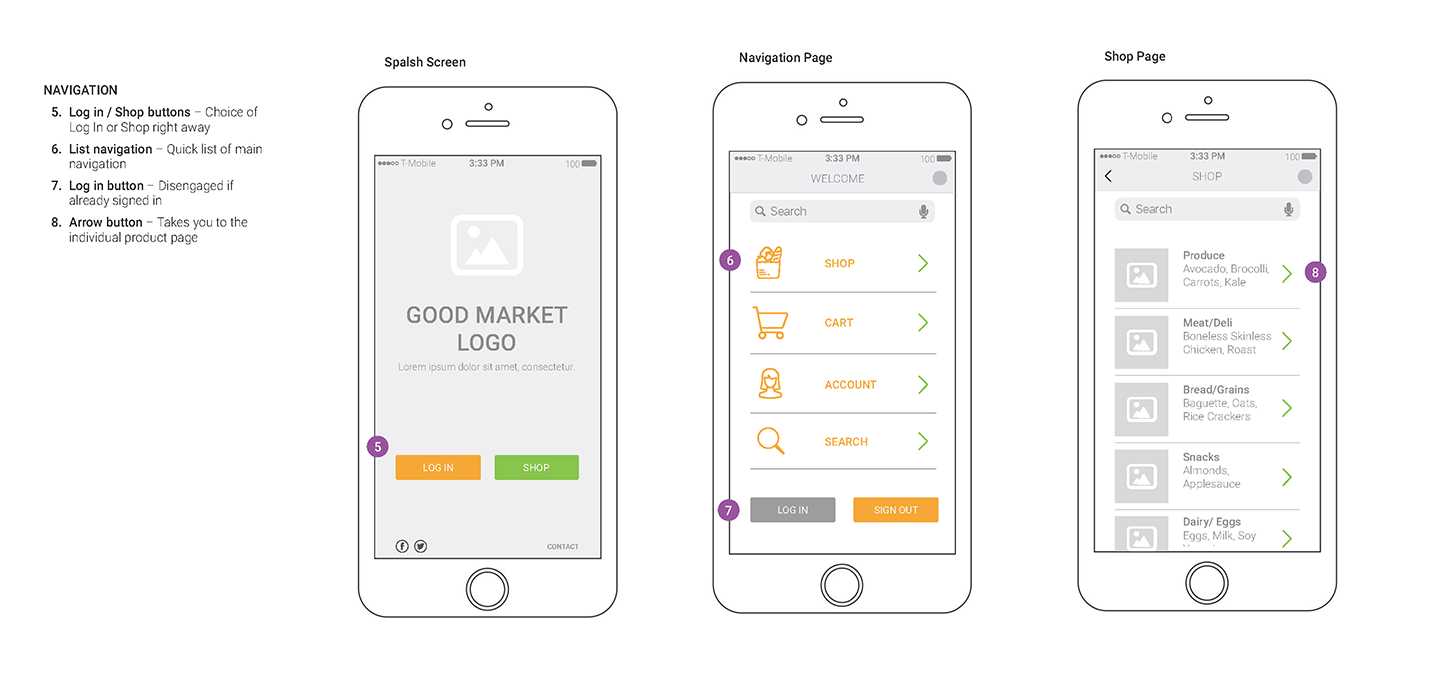 NAVIGATION
5. Log in / Shop buttons – Choice of
Log In or Shop right away
6. List navigation – Quick list of main
navigation
7. Log in button – Disengaged if
already signed in
8. Arrow button – Takes you to the
individual product page
Spalsh Screen
T-Mobile 3:33 PM 100
GOOD MARKET
LOGO
Lorem ipsum dolor sit amet, consectetur.
5
LOG IN SHOP
f CONTACT
Navigation Page
T-Mobile 3:33 PM 100
WELCOME
Search
6 SHOP
CART
ACCOUNT
SEARCH
7 LOG IN SIGN OUT
Shop Page
T-Mobile 3:33 PM 100
SHOP
Search
Produce
Avocado, Brocolli,
Carrots, Kale
8
Meat/Deli
Boneless Skinless
Chicken, Roast
Bread/Grains
Baguette, Oats,
Rice Crackers
Snacks
Almonds,
Applesauce
Dairy/ Eggs
Eggs, Milk, Soy